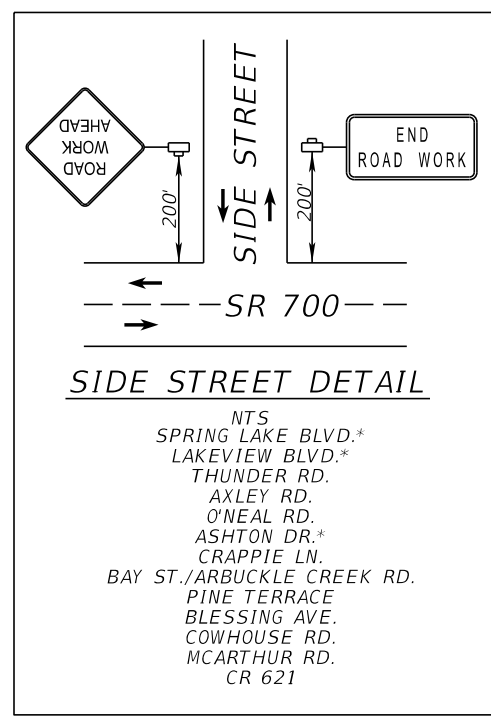 ROAD
WORK
AHEAD
200'
SIDE STREET
200'
END
ROAD WORK
SR 700
SIDE STREET DETAIL
NTS
SPRING LAKE BLVD.*
LAKEVIEW BLVD.*
THUNDER RD.
AXLEY RD.
O'NEAL RD.
ASHTON DR.*
CRAPPIE LN.
BAY ST./ARBUCKLE CREEK RD.
PINE TERRACE
BLESSING AVE.
COWHOUSE RD.
MCARTHUR RD.
CR 621